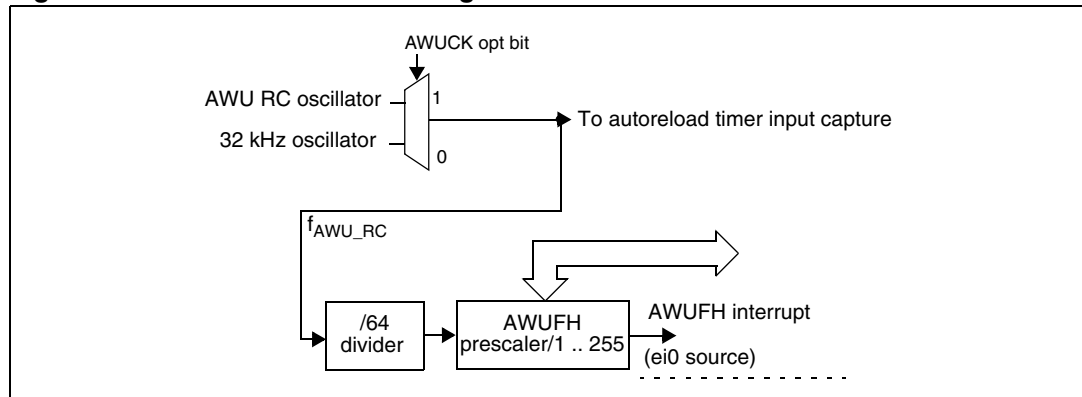 AWUCK opt bit
AWU RC oscillator
1
To autoreload timer input capture
32 kHz oscillator
0
fAWU_RC
/64
divider
AWUFH
prescaler/1 .. 255
AWUFH interrupt
(ei0 source)